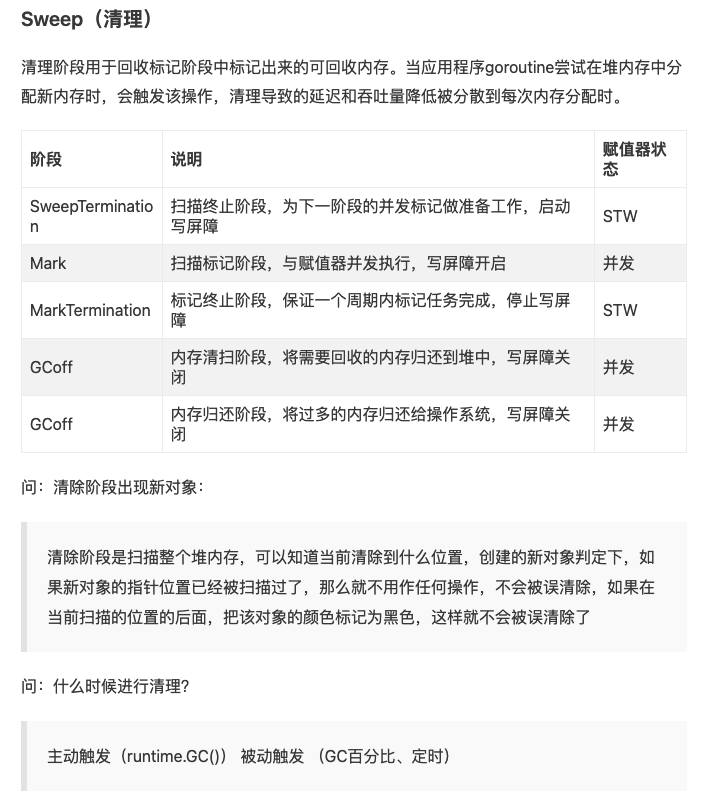 Sweep（清理）
清理阶段用于回收标记阶段中标记出来的可回收内存。当应用程序goroutine尝试在堆内存中分
配新内存时，会触发该操作，清理导致的延迟和吞吐量降低被分散到每次内存分配时。
阶段 说明 赋值器状
态
SweepTerminatio
n 扫描终止阶段，为下一阶段的并发标记做准备工作，启动
写屏障 STW
Mark 扫描标记阶段，与赋值器并发执行，写屏障开启 并发
MarkTermination 标记终止阶段，保证一个周期内标记任务完成，停止写屏
障 STW
GCoff 内存清扫阶段，将需要回收的内存归还到堆中，写屏障关
闭 并发
GCoff 内存归还阶段，将过多的内存归还给操作系统，写屏障关
闭 并发
问：清除阶段出现新对象：
清除阶段是扫描整个堆内存，可以知道当前清除到什么位置，创建的新对象判定下，如
果新对象的指针位置已经被扫描过了，那么就不用作任何操作，不会被误清除，如果在
当前扫描的位置的后面，把该对象的颜色标记为黑色，这样就不会被误清除了
问：什么时候进行清理？
主动触发（runtime.GC()） 被动触发 （GC百分比、定时）